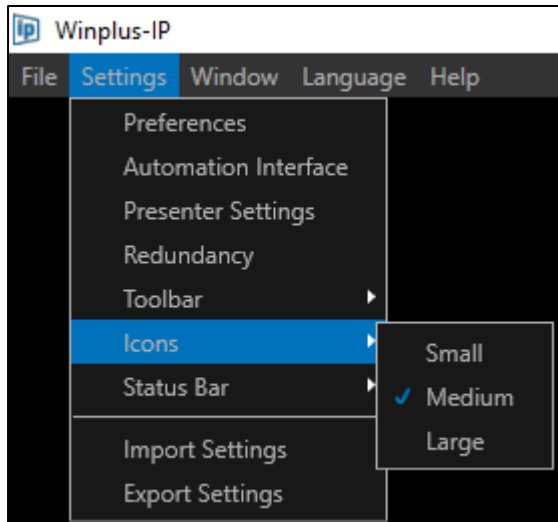 ip Winplus-IP
File Settings Window Language Help
Preferences
Automation Interface
Presenter Settings
Redundancy
Toolbar
Icons
Small
Status Bar
Medium
Large
Import Settings
Export Settings